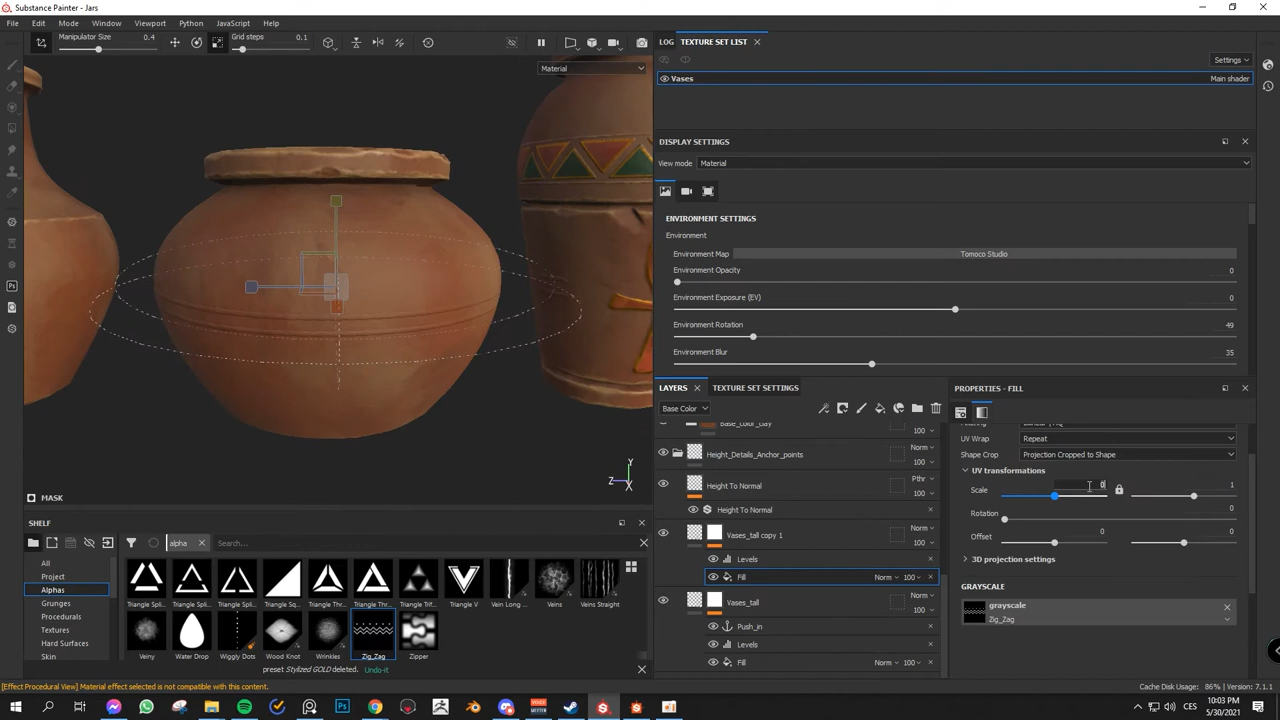 Substance Painter - Jars
File Edit Mode Window Viewport Python JavaScript Help
Manipulator Size 0.4 Grid steps 0.1
Material
LOG TEXTURE SET LIST
Settings
Vases Main shader
DISPLAY SETTINGS
View mode Material
ENVIRONMENT SETTINGS
Environment
Environment Map Tomoco Studio
Environment Opacity 0
Environment Exposure (EV) 0
Environment Rotation 49
Environment Blur 35
LAYERS TEXTURE SET SETTINGS
Base Color
Base_color_clay
100
Height_Details_Anchor_points Norm
100
Height To Normal Pthr
100
Height To Normal
Vases_tall copy 1 Norm
100
Levels
Fill Norm 100
Vases_tall Norm
100
Push_in
Levels
Fill Norm 100
PROPERTIES - FILL
UV Wrap Repeat
Shape Crop Projection Cropped to Shape
UV transformations
Scale 0 1
Rotation 0
Offset 0 0
3D projection settings
GRAYSCALE
grayscale
Zig_Zag
Y
Z X
MASK
SHELF
alpha Search...
All
Project
Alphas
Grunges
Procedurals
Textures
Hard Surfaces
Skin
Triangle Spli... Triangle Spli... Triangle Spli... Triangle Sq... Triangle Thr... Triangle Thr... Triangle Trif... Triangle V Vein Long ... Veins Veins Straight
Veiny Water Drop Wiggly Dots Wood Knot Wrinkles Zig_Zag Zipper
preset Stylized GOLD deleted. Undo-it
[Effect Procedural View] Material effect selected is not compatible with this content.
Cache Disk Usage: 86% | Version: 7.1.1
CES
10:03 PM
5/30/2021